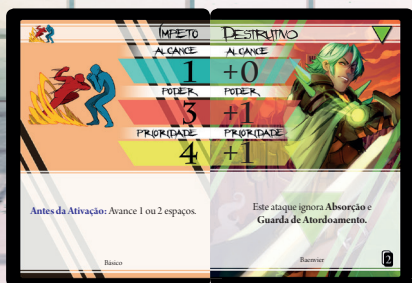 ÍMPETO DESTRUTIVO
ALCANCE ALCANCE
1 +0
PODER PODER
3 +1
PRIORIDADE PRIORIDADE
4 +1
Antes da Ativação: Avance 1 ou 2 espaços.
Este ataque ignora Absorção e
Guarda de Atordoamento.
Básico
Baenvier
2